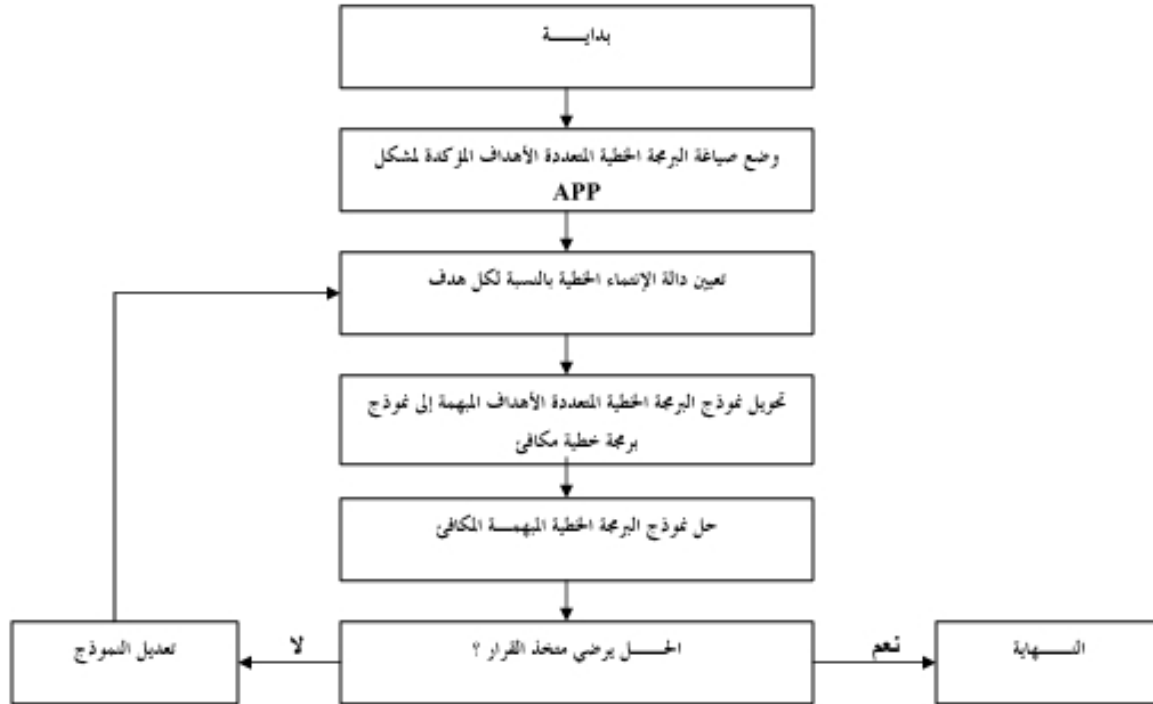 بدايـــــــة
وضع صياغة البرمجة الخطية المتعددة الأهداف المؤكدة لمشكل
APP
تعيين دالة الإنتماء الخطية بالنسبة لكل هدف
تحويل نموذج البرمجة الخطية المتعددة الأهداف المبهمة إلى نموذج
برمجة خطية مكافئ
حل نموذج البرمجة الخطية المبهمـــة المكافئ
الحـــــل يرضي متخذ القرار ؟
نعم
النـــــهاية
لا
تعديل النموذج